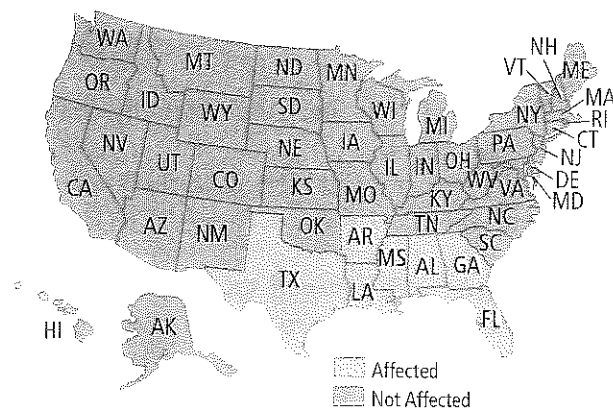 NH
VT
ME
WA
MT
ND
MN
OR
ID
SD
WI
MI
NY
MA
RI
CT
WY
NV
UT
NE
IA
PA
NJ
CA
CO
KS
IL
IN
OH
WV
VA
DE
MD
MO
KY
AZ
NM
OK
AR
TN
NC
SC
TX
LA
MS
AL
GA
FL
HI
AK
Affected
Not Affected